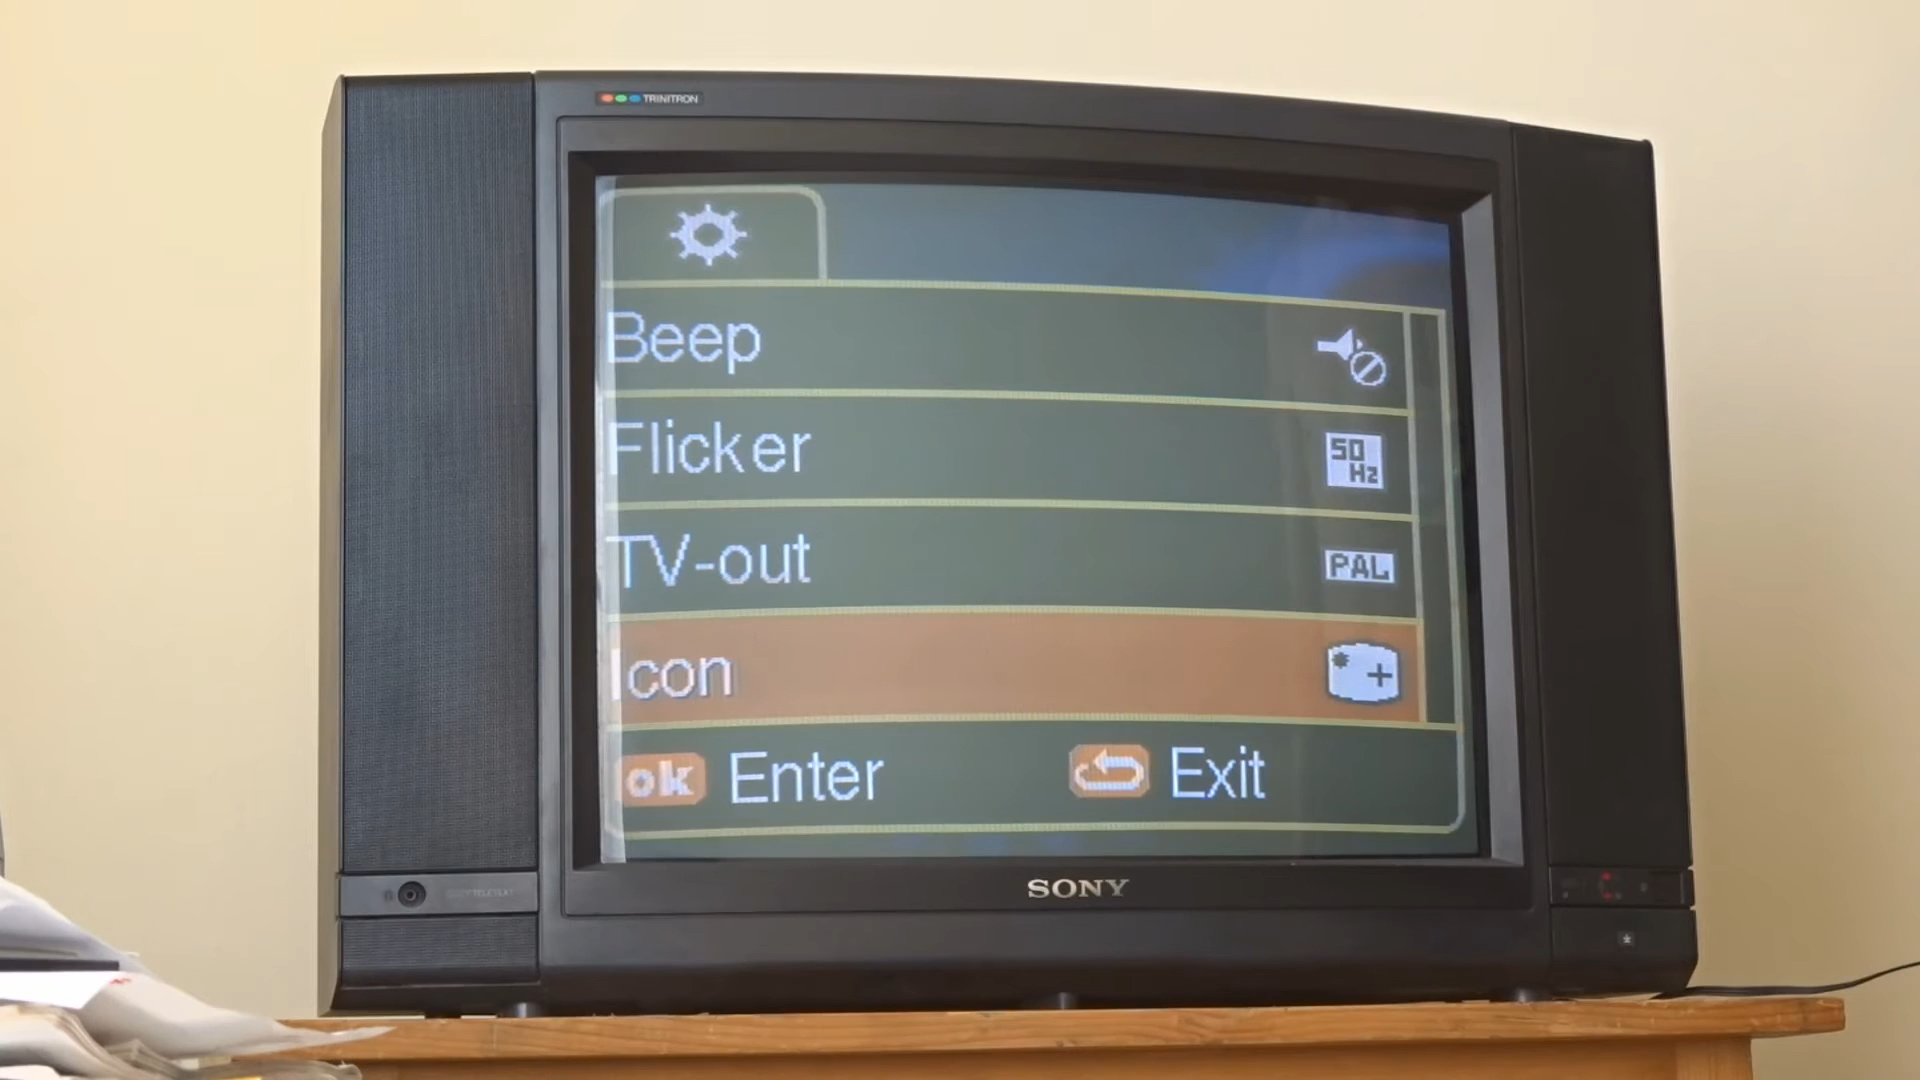 TRINITRON
Beep
Flicker 50 Hz
TV-out PAL
Icon
ok Enter Exit
SONY